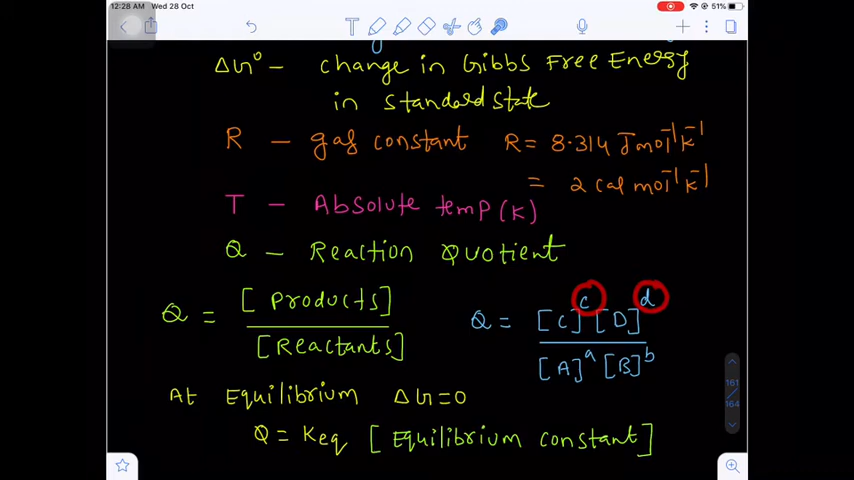 12:28 AM Wed 28 Oct
51%
ΔG° – change in Gibbs Free Energy
in standard state
R – gas constant R = 8.314 J mol⁻¹ K⁻¹
= 2 cal mol⁻¹ K⁻¹
T – Absolute temp (K)
Q – Reaction Quotient
Q = [Products] / [Reactants] Q = [C]ᶜ [D]ᵈ / [A]ᵃ [B]ᵇ
At Equilibrium ΔG = 0
Q = Keq [Equilibrium constant]
161
164